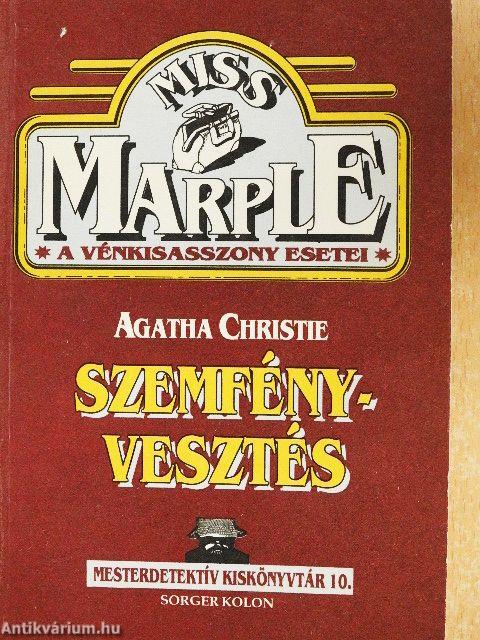 MISS
MARPLE
* A VÉNKISASSZONY ESETEI *
AGATHA CHRISTIE
SZEMFÉNY-
VESZTÉS
MESTERDETEKTÍV KISKÖNYVTÁR 10.
SORGER KOLON
Antikvárium.hu